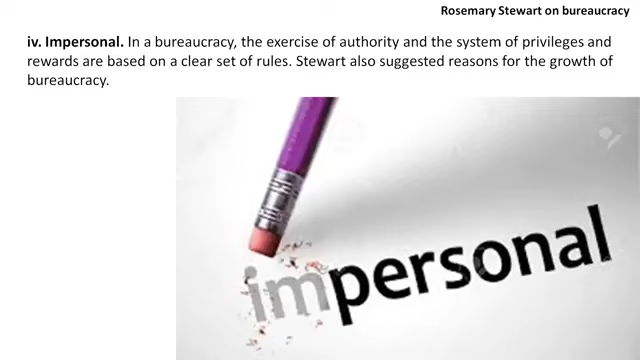 Rosemary Stewart on bureaucracy
iv. Impersonal. In a bureaucracy, the exercise of authority and the system of privileges and
rewards are based on a clear set of rules. Stewart also suggested reasons for the growth of
bureaucracy.
impersonal